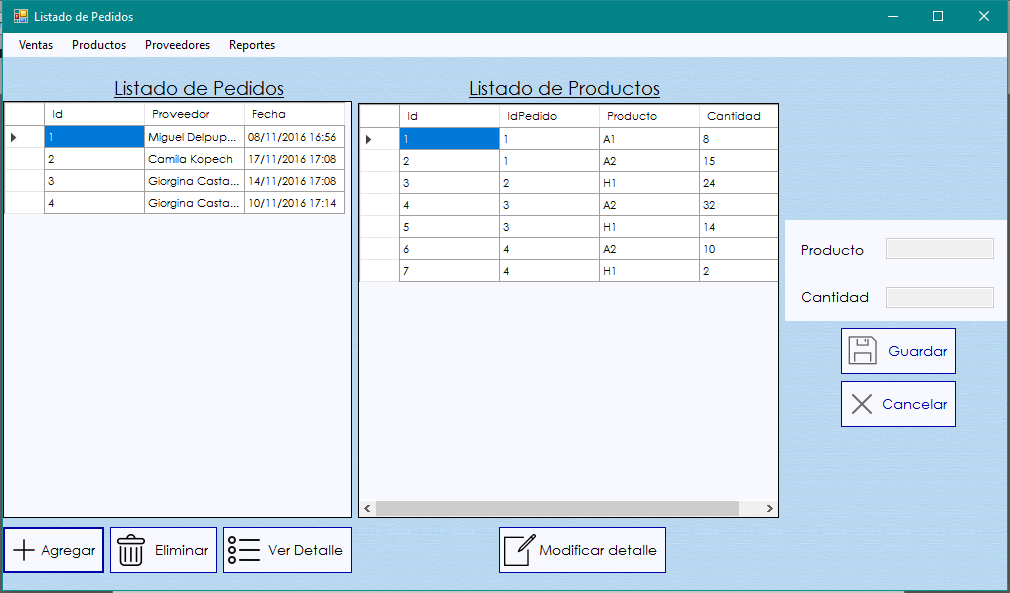 Listado de Pedidos
Ventas Productos Proveedores Reportes
Listado de Pedidos
Id Proveedor Fecha
1 Miguel Delpup... 08/11/2016 16:56
2 Camila Kopech 17/11/2016 17:08
3 Giorgina Casta... 14/11/2016 17:08
4 Giorgina Casta... 10/11/2016 17:14
Listado de Productos
Id IdPedido Producto Cantidad
1 1 A1 8
2 1 A2 15
3 2 H1 24
4 3 A2 32
5 3 H1 14
6 4 A2 10
7 4 H1 2
Producto
Cantidad
Guardar
Cancelar
Agregar Eliminar Ver Detalle Modificar detalle